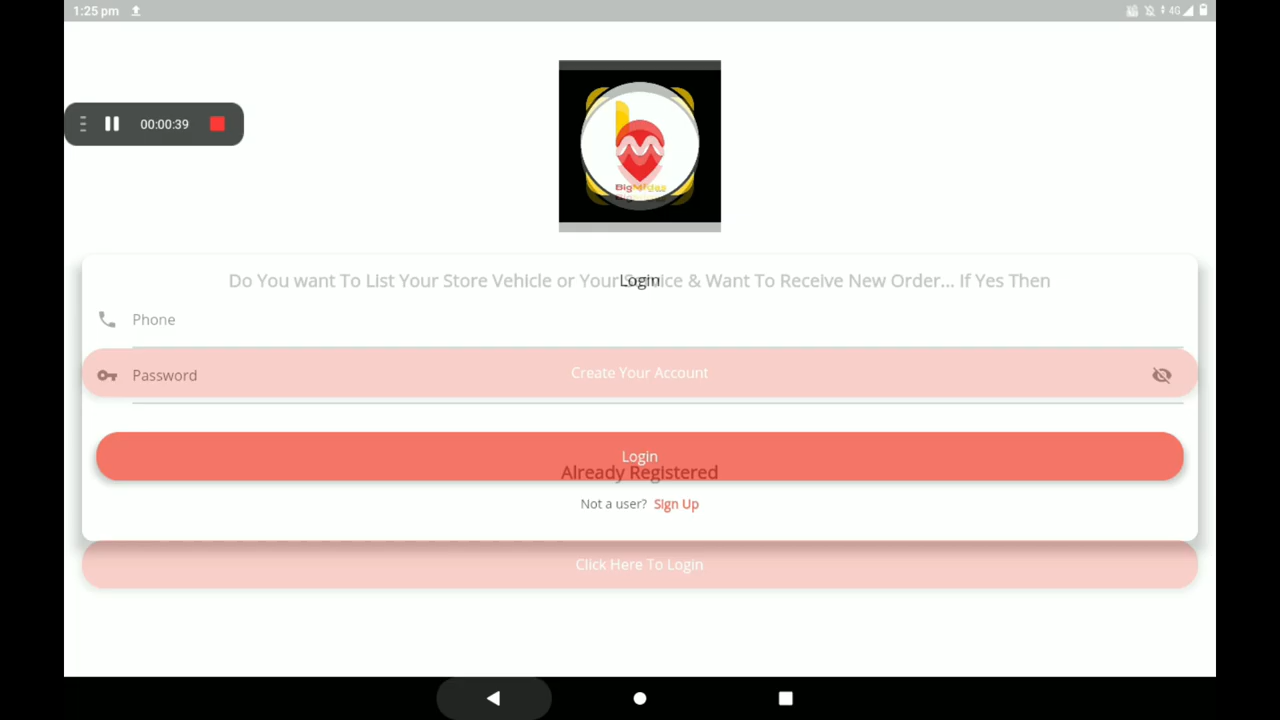 1:25 pm
4G
00:00:39
Do You want To List Your Store Vehicle or Your Service & Want To Receive New Order... If Yes Then
Login
Phone
Create Your Account
Password
Login
Already Registered
Not a user? Sign Up
Click Here To Login